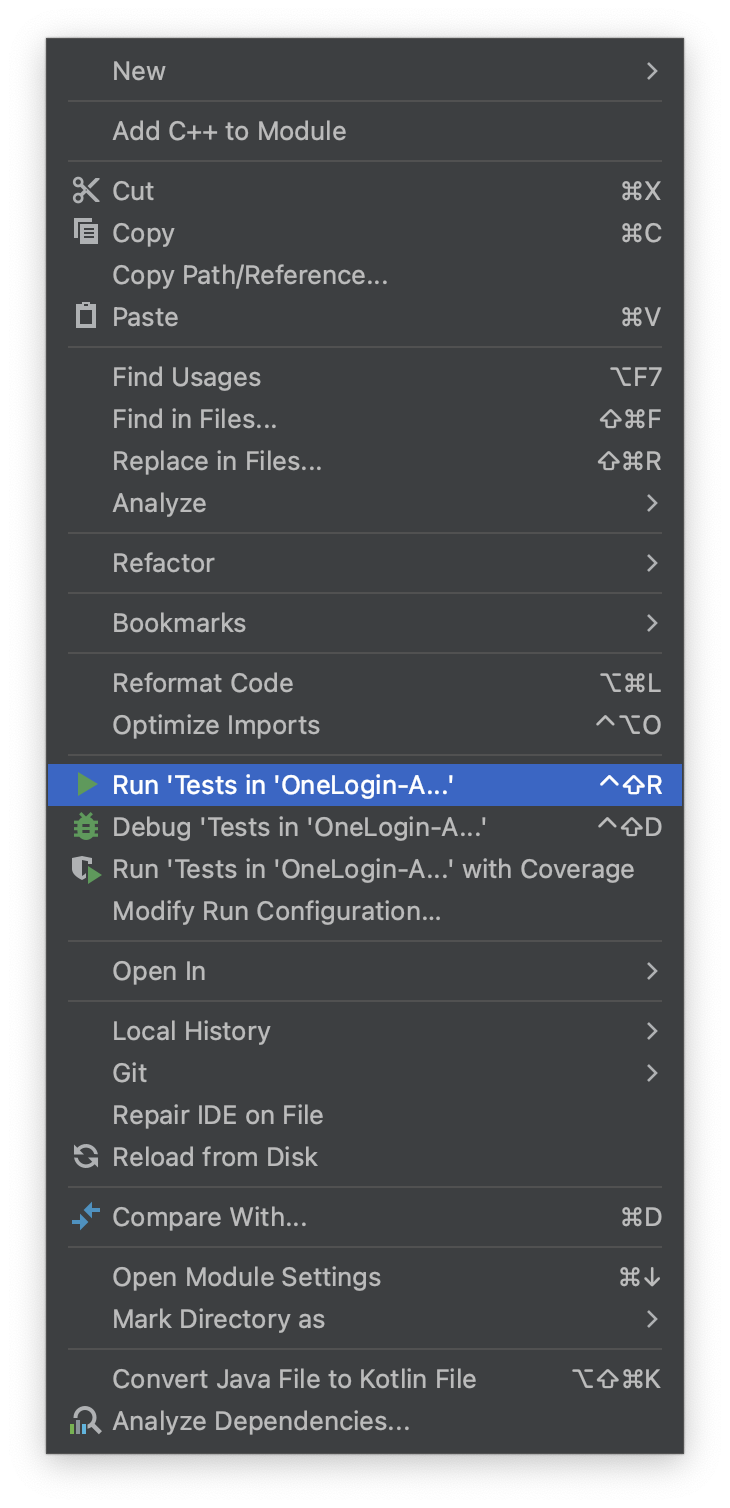 New
Add C++ to Module
Cut ⌘X
Copy ⌘C
Copy Path/Reference...
Paste ⌘V
Find Usages ⌥F7
Find in Files... ⇧⌘F
Replace in Files... ⇧⌘R
Analyze
Refactor
Bookmarks
Reformat Code ⌥⌘L
Optimize Imports ⌃⌥O
Run 'Tests in 'OneLogin-A...' ⌃⇧R
Debug 'Tests in 'OneLogin-A...' ⌃⇧D
Run 'Tests in 'OneLogin-A...' with Coverage
Modify Run Configuration...
Open In
Local History
Git
Repair IDE on File
Reload from Disk
Compare With... ⌘D
Open Module Settings ⌘↓
Mark Directory as
Convert Java File to Kotlin File ⌥⇧⌘K
Analyze Dependencies...